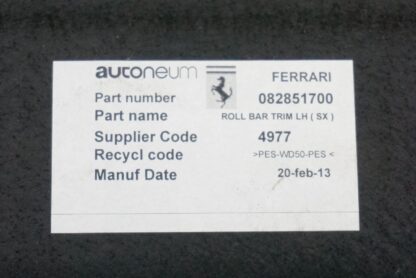 autoneum FERRARI
Part number 082851700
Part name ROLL BAR TRIM LH ( SX )
Supplier Code 4977
Recycl code >PES-WD50-PES <
Manuf Date 20-feb-13